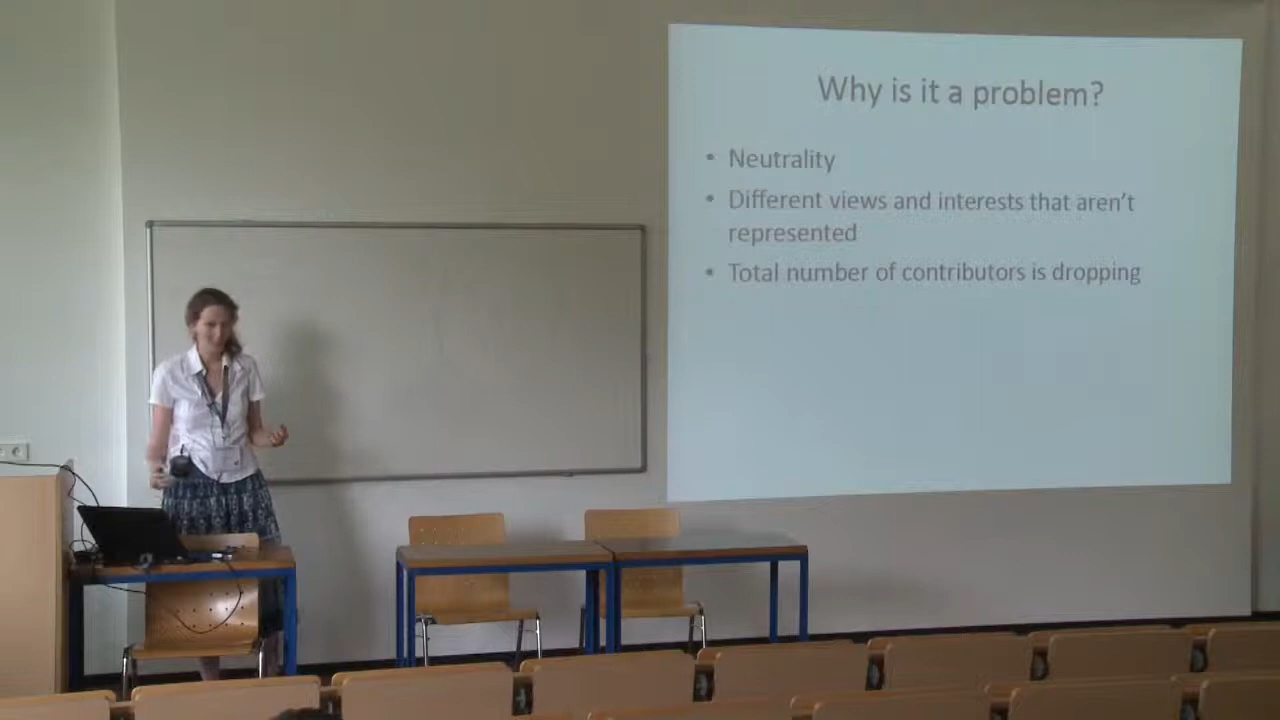 Why is it a problem?
• Neutrality
• Different views and interests that aren't
represented
• Total number of contributors is dropping